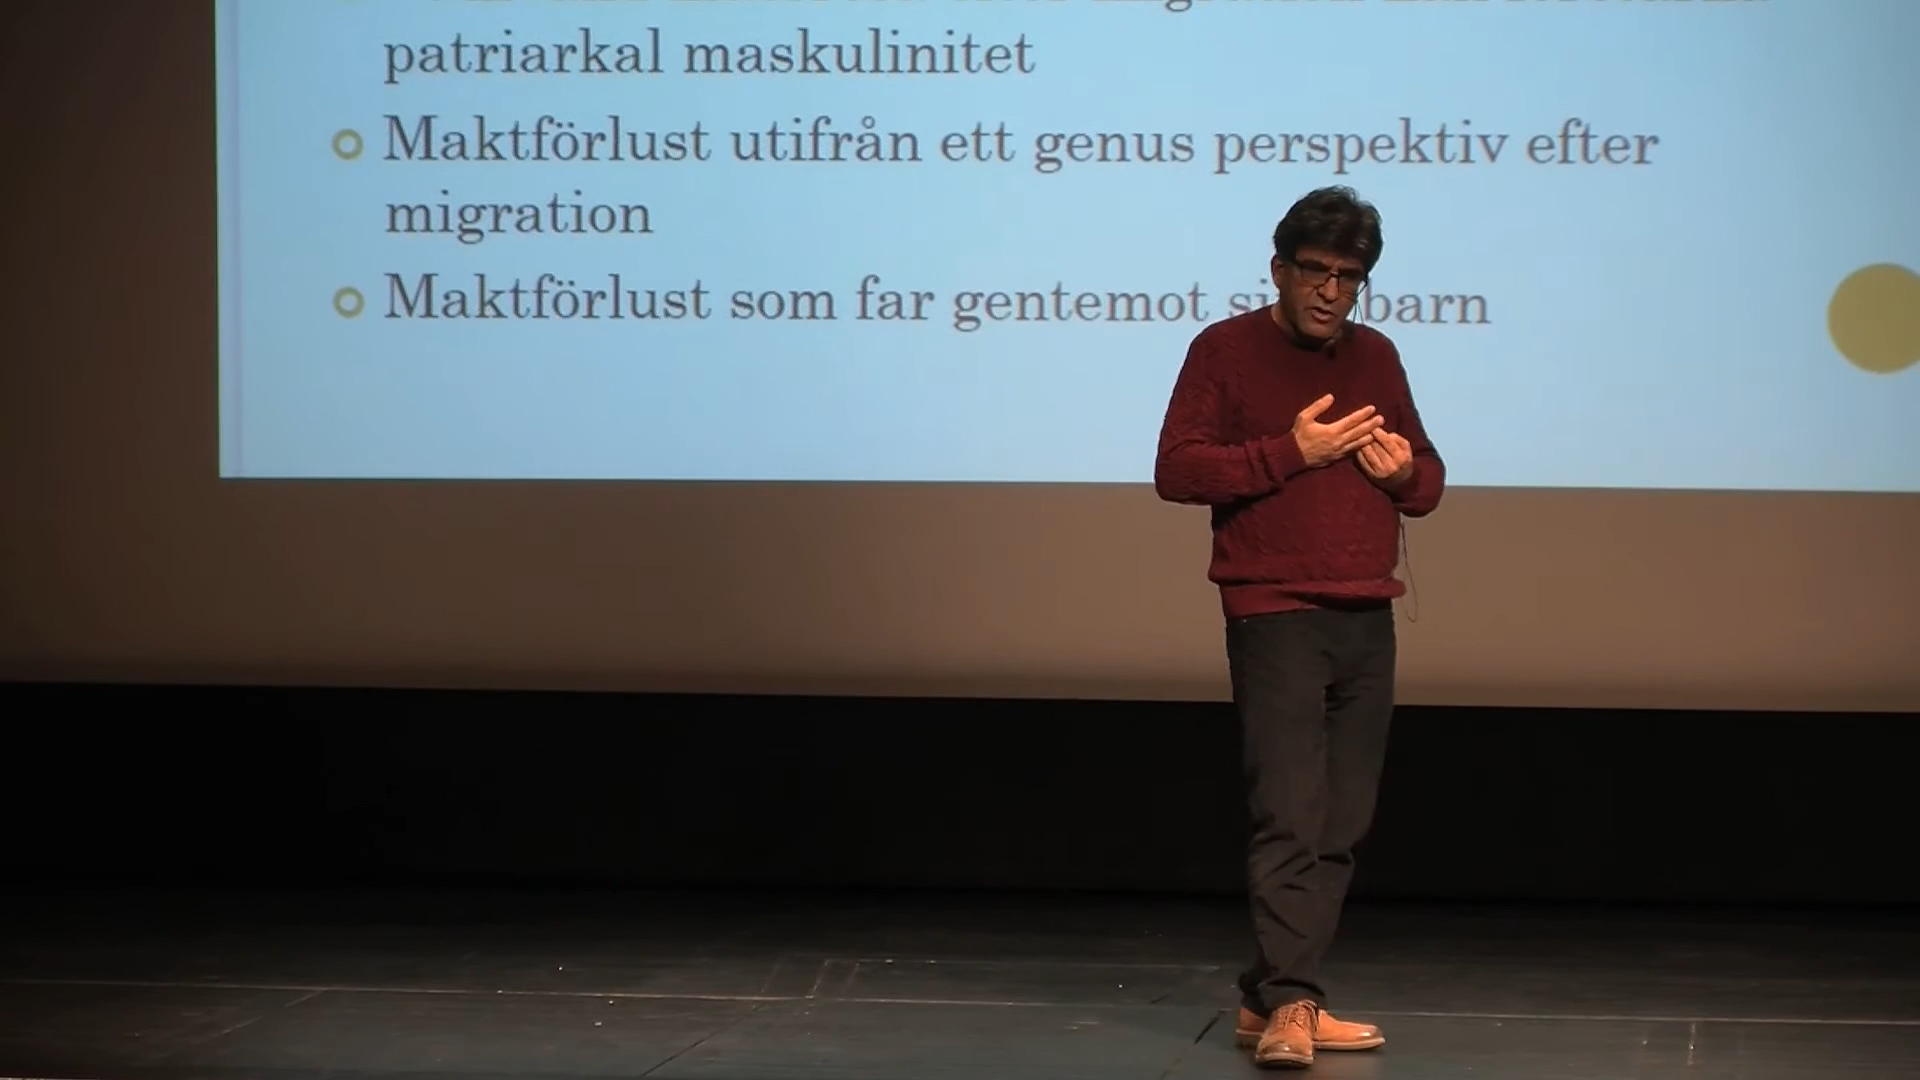 patriarkal maskulinitet
Maktförlust utifrån ett genus perspektiv efter
migration
Maktförlust som far gentemot barn